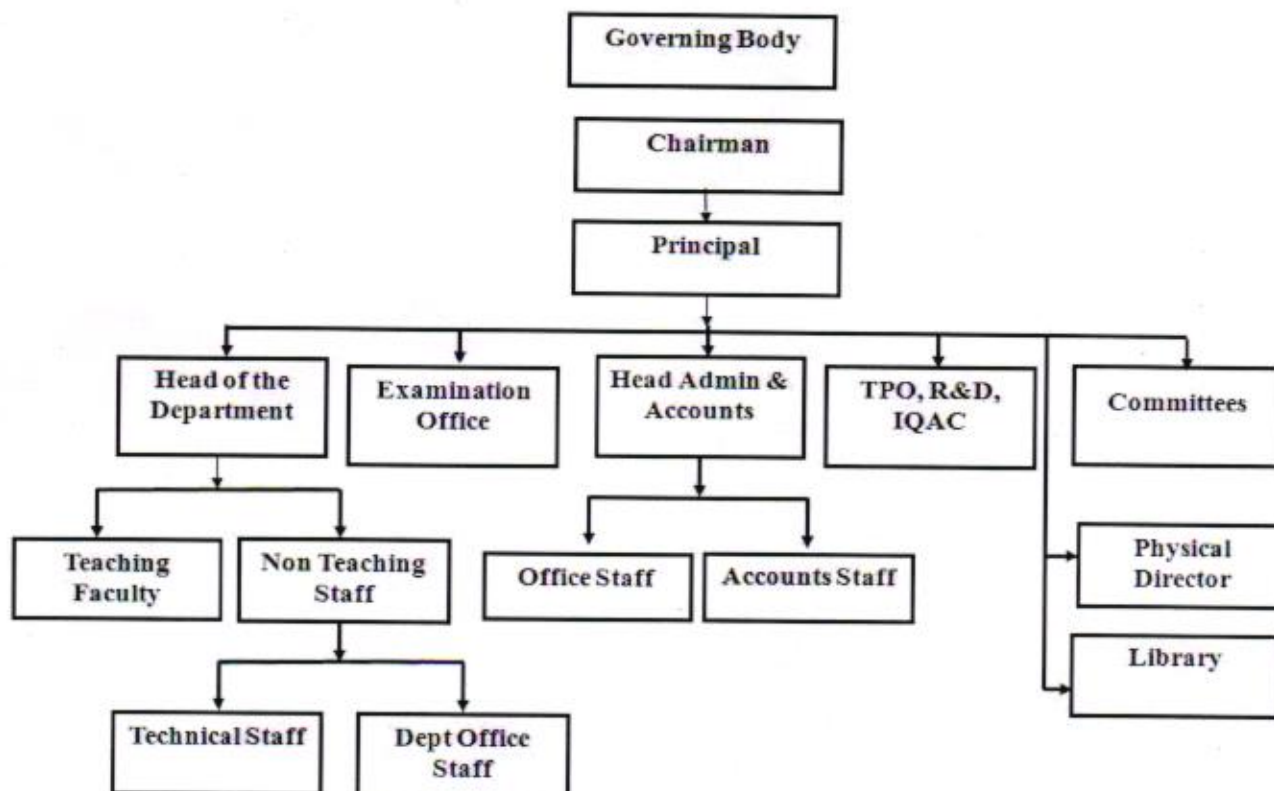 Governing Body
Chairman
Principal
Head of the
Department
Examination
Office
Head Admin &
Accounts
TPO, R&D,
IQAC
Committees
Teaching
Faculty
Non Teaching
Staff
Office Staff
Accounts Staff
Physical
Director
Library
Technical Staff
Dept Office
Staff